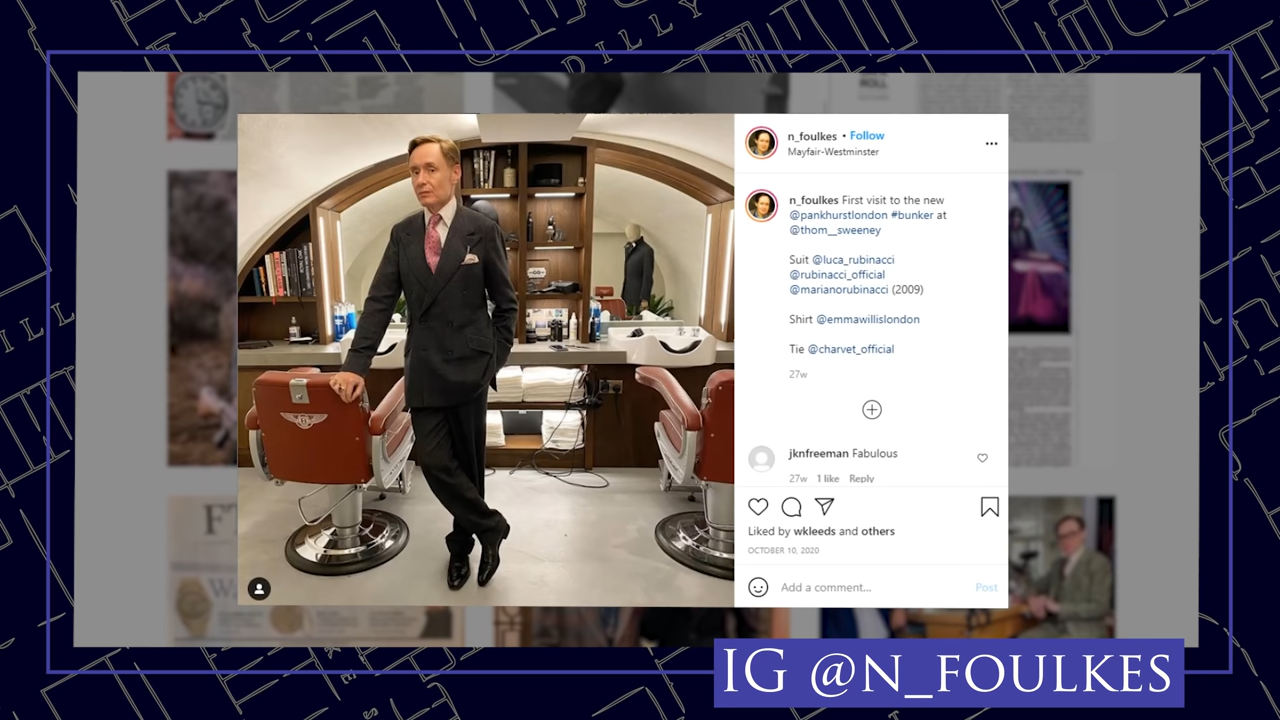 DILLY
ILLY
n_foulkes • Follow
Mayfair-Westminster
n_foulkes First visit to the new
@pankhurstlondon #bunker at
@thom__sweeney
Suit @luca_rubinacci
@rubinacci_official
@marianorubinacci (2009)
Shirt @emmawillislondon
Tie @charvet_official
27w
jknfreeman Fabulous
27w 1 like Reply
Liked by wkleeds and others
OCTOBER 10, 2020
Add a comment... Post
IG @N_FOULKES